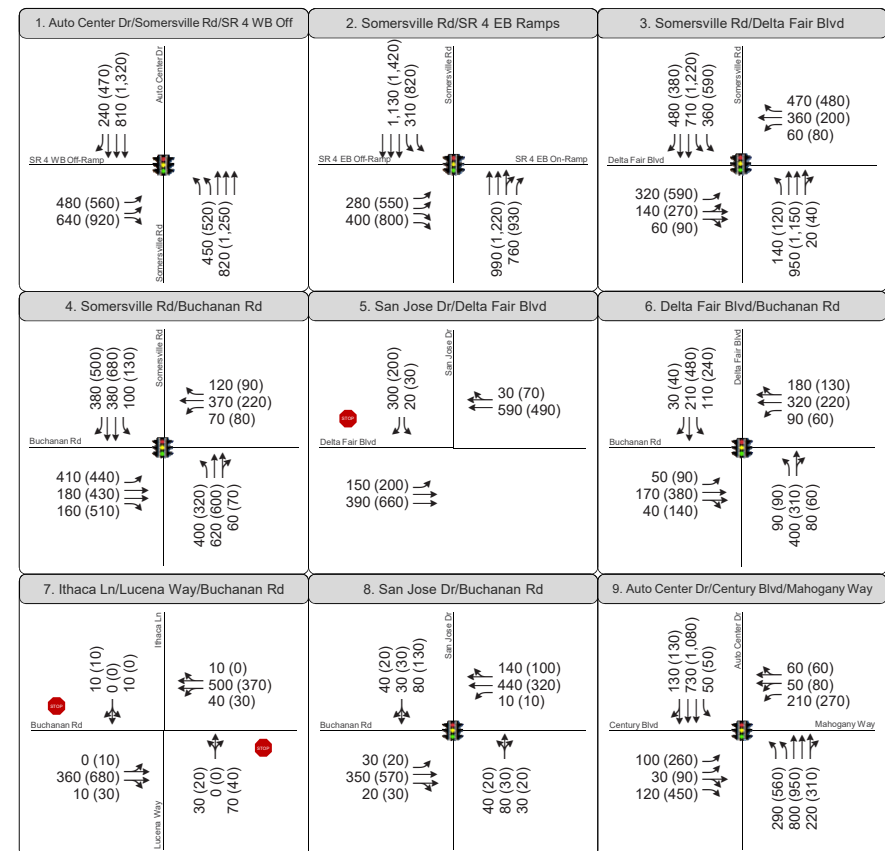 1. Auto Center Dr/Somersville Rd/SR 4 WB Off
240 (470)
810 (1,320)
Auto Center Dr
SR 4 WB Off-Ramp
480 (560)
640 (920)
Somersville Rd
450 (520)
820 (1,250)
2. Somersville Rd/SR 4 EB Ramps
1,130 (1,420)
310 (820)
Somersville Rd
SR 4 EB Off-Ramp
SR 4 EB On-Ramp
280 (550)
400 (800)
990 (1,220)
760 (930)
3. Somersville Rd/Delta Fair Blvd
480 (380)
710 (1,220)
360 (590)
Somersville Rd
470 (480)
360 (200)
60 (80)
Delta Fair Blvd
320 (590)
140 (270)
60 (90)
140 (120)
950 (1,150)
20 (40)
4. Somersville Rd/Buchanan Rd
380 (500)
380 (680)
100 (130)
Somersville Rd
120 (90)
370 (220)
70 (80)
Buchanan Rd
410 (440)
180 (430)
160 (510)
400 (320)
620 (600)
60 (70)
5. San Jose Dr/Delta Fair Blvd
300 (200)
20 (30)
San Jose Dr
30 (70)
590 (490)
STOP
Delta Fair Blvd
150 (200)
390 (660)
6. Delta Fair Blvd/Buchanan Rd
30 (40)
210 (480)
110 (240)
Delta Fair Blvd
180 (130)
320 (220)
90 (60)
Buchanan Rd
50 (90)
170 (380)
40 (140)
90 (90)
400 (310)
80 (60)
7. Ithaca Ln/Lucena Way/Buchanan Rd
10 (10)
0 (0)
10 (0)
Ithaca Ln
10 (0)
500 (370)
40 (30)
STOP
Buchanan Rd
STOP
0 (10)
360 (680)
10 (30)
Lucena Way
30 (20)
0 (0)
70 (40)
8. San Jose Dr/Buchanan Rd
40 (20)
30 (30)
80 (130)
San Jose Dr
140 (100)
440 (320)
10 (10)
Buchanan Rd
30 (20)
350 (570)
20 (30)
40 (20)
80 (30)
30 (20)
9. Auto Center Dr/Century Blvd/Mahogany Way
130 (130)
730 (1,080)
50 (50)
Auto Center Dr
60 (60)
50 (80)
210 (270)
Century Blvd
Mahogany Way
100 (260)
30 (90)
120 (450)
290 (560)
800 (950)
220 (310)